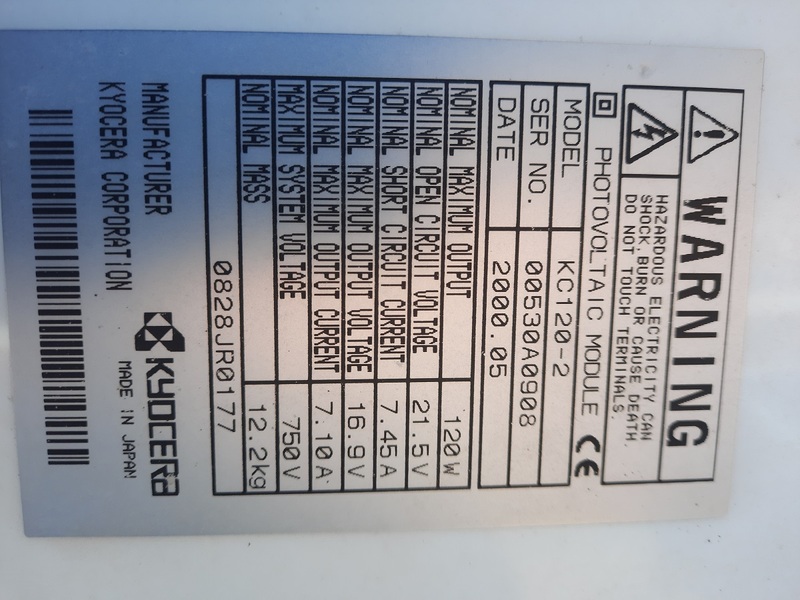 WARNING
HAZARDOUS ELECTRICITY CAN
SHOCK, BURN OR CAUSE DEATH.
DO NOT TOUCH TERMINALS.
PHOTOVOLTAIC MODULE CE
MODEL KC120-2
SER NO. 00530A0908
DATE 2000.05
NOMINAL MAXIMUM OUTPUT 120W
NOMINAL OPEN CIRCUIT VOLTAGE 21.5V
NOMINAL SHORT CIRCUIT CURRENT 7.45A
NOMINAL MAXIMUM OUTPUT VOLTAGE 16.9V
NOMINAL MAXIMUM OUTPUT CURRENT 7.10A
MAXIMUM SYSTEM VOLTAGE 750V
NOMINAL MASS 12.2kg
0828JR0177
MANUFACTURER KYOCERA
KYOCERA CORPORATION MADE IN JAPAN